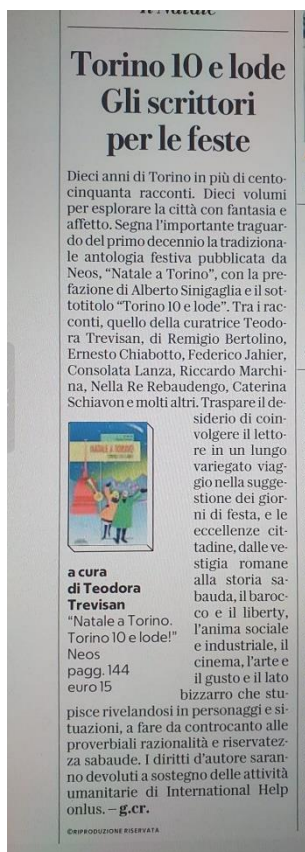 Il Natale
Torino 10 e lode
Gli scrittori
per le feste
Dieci anni di Torino in più di cento-
cinquanta racconti. Dieci volumi
per esplorare la città con fantasia e
affetto. Segna l'importante traguar-
do del primo decennio la tradiziona-
le antologia festiva pubblicata da
Neos, "Natale a Torino", con la pre-
fazione di Alberto Sinigaglia e il sot-
totitolo "Torino 10 e lode". Tra i rac-
conti, quello della curatrice Teodo-
ra Trevisan, di Remigio Bertolino,
Ernesto Chiabotto, Federico Jahier,
Consolata Lanza, Riccardo Marchi-
na, Nella Re Rebaudengo, Caterina
Schiavon e molti altri. Traspare il de-
siderio di coin-
volgere il letto-
re in un lungo
variegato viag-
gio nella sugge-
stione dei gior-
ni di festa, e le
eccellenze cit-
tadine, dalle ve-
stigia romane
alla storia sa-
bauda, il baroc-
co e il liberty,
l'anima sociale
e industriale, il
cinema, l'arte e
il gusto e il lato
bizzarro che stu-
pisce rivelandosi in personaggi e si-
tuazioni, a fare da controcanto alle
proverbiali razionalità e riservatez-
za sabaude. I diritti d'autore saran-
no devoluti a sostegno delle attività
umanitarie di International Help
onlus. – g.cr.
NATALE A TORINO
a cura
di Teodora
Trevisan
"Natale a Torino.
Torino 10 e lode!"
Neos
pagg. 144
euro 15
©RIPRODUZIONE RISERVATA